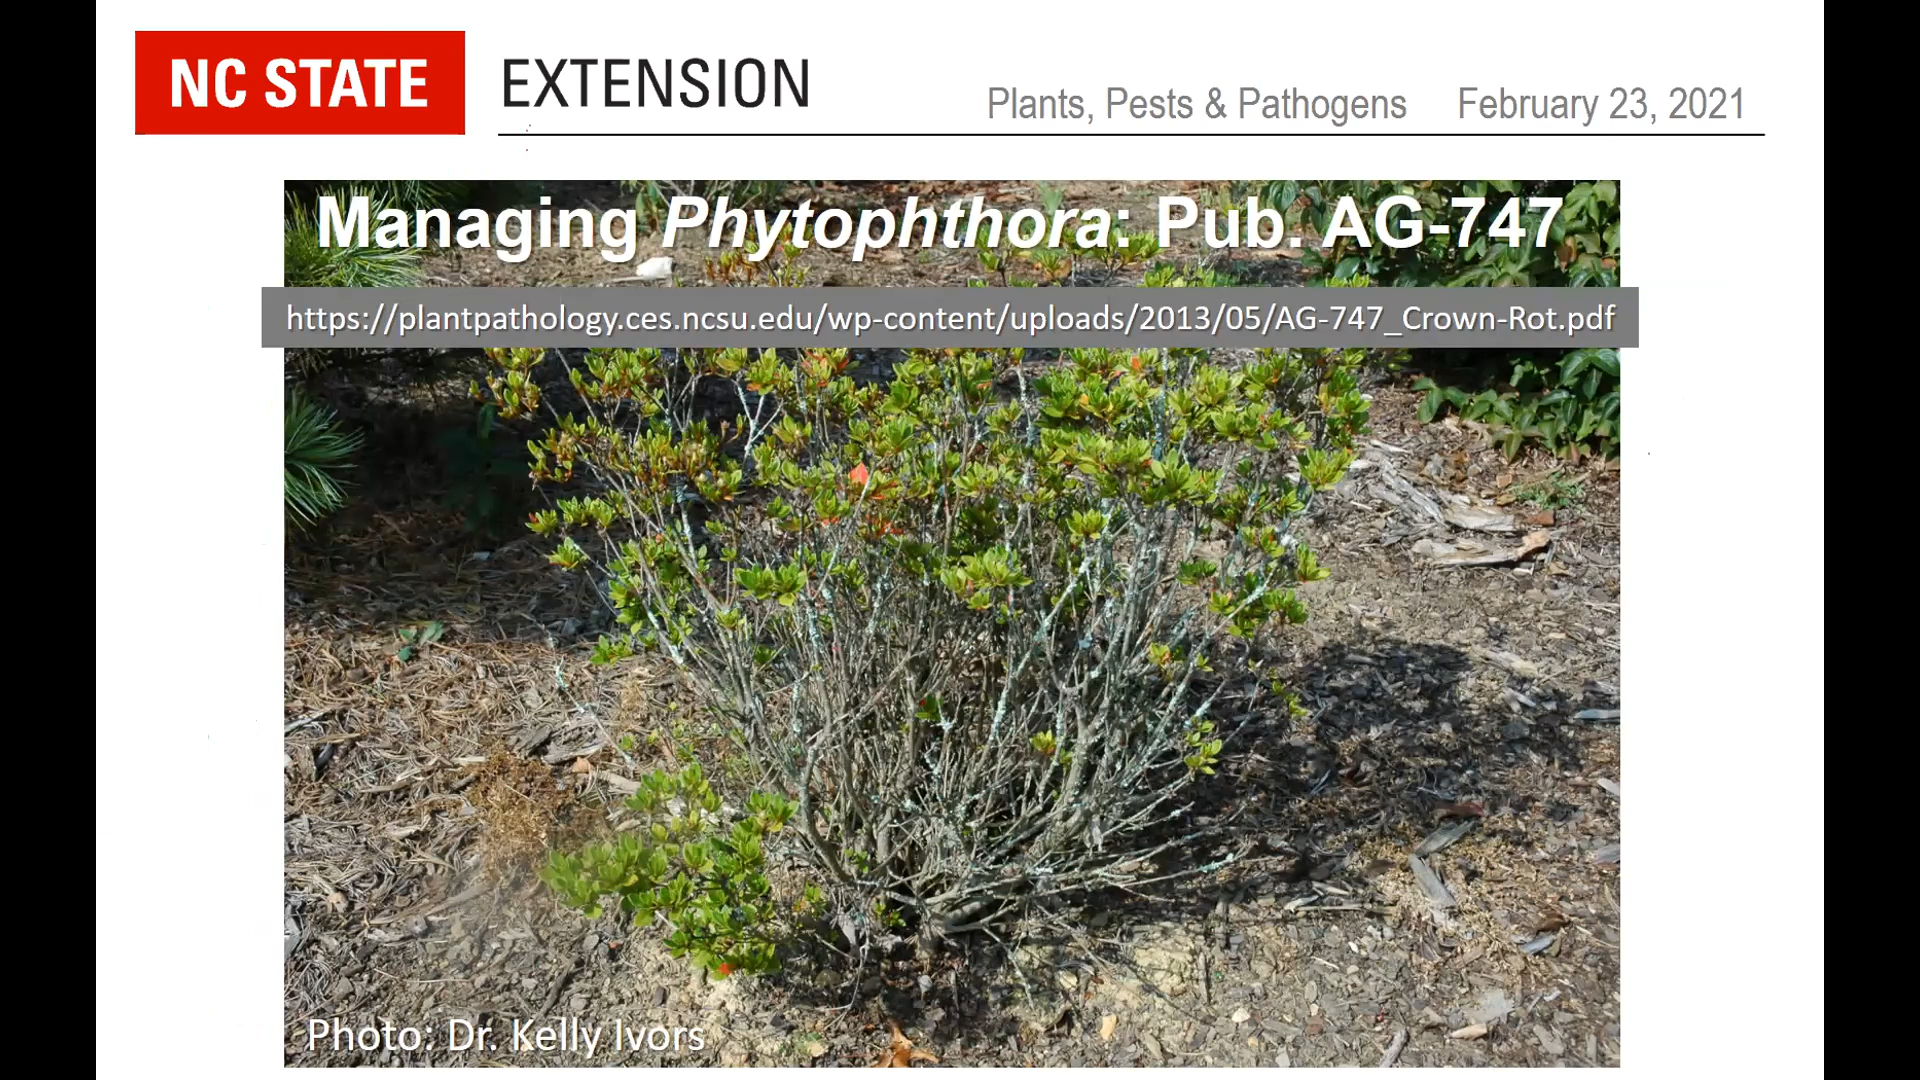 NC STATE EXTENSION
Plants, Pests & Pathogens February 23, 2021
Managing Phytophthora: Pub. AG-747
https://plantpathology.ces.ncsu.edu/wp-content/uploads/2013/05/AG-747_Crown-Rot.pdf
Photo: Dr. Kelly Ivors